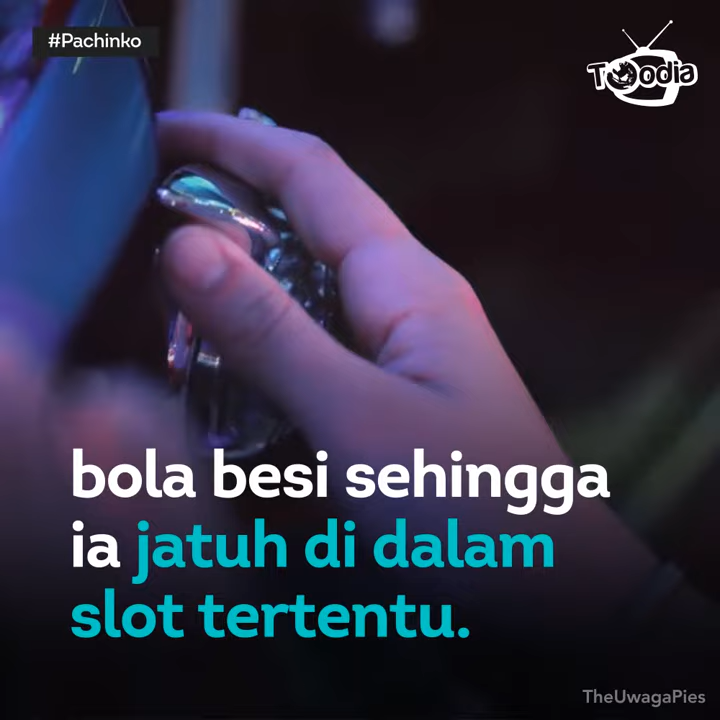 #Pachinko
Toodia
bola besi sehingga
ia jatuh di dalam
slot tertentu.
TheUwagaPies